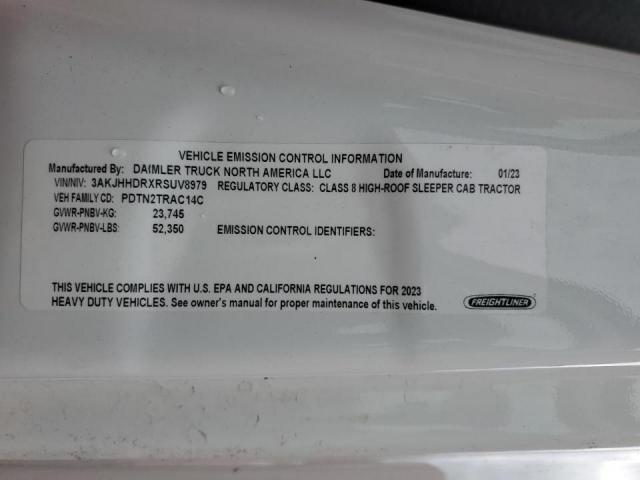 VEHICLE EMISSION CONTROL INFORMATION
Manufactured By: DAIMLER TRUCK NORTH AMERICA LLC Date of Manufacture: 01/23
VIN/NIV: 3AKJHHDRXRSUV8979 REGULATORY CLASS: CLASS 8 HIGH-ROOF SLEEPER CAB TRACTOR
VEH FAMILY CD: PDTN2TRAC14C
GVWR-PNBV-KG: 23,745
GVWR-PNBV-LBS: 52,350 EMISSION CONTROL IDENTIFIERS:
THIS VEHICLE COMPLIES WITH U.S. EPA AND CALIFORNIA REGULATIONS FOR 2023
HEAVY DUTY VEHICLES. See owner's manual for proper maintenance of this vehicle.
FREIGHTLINER